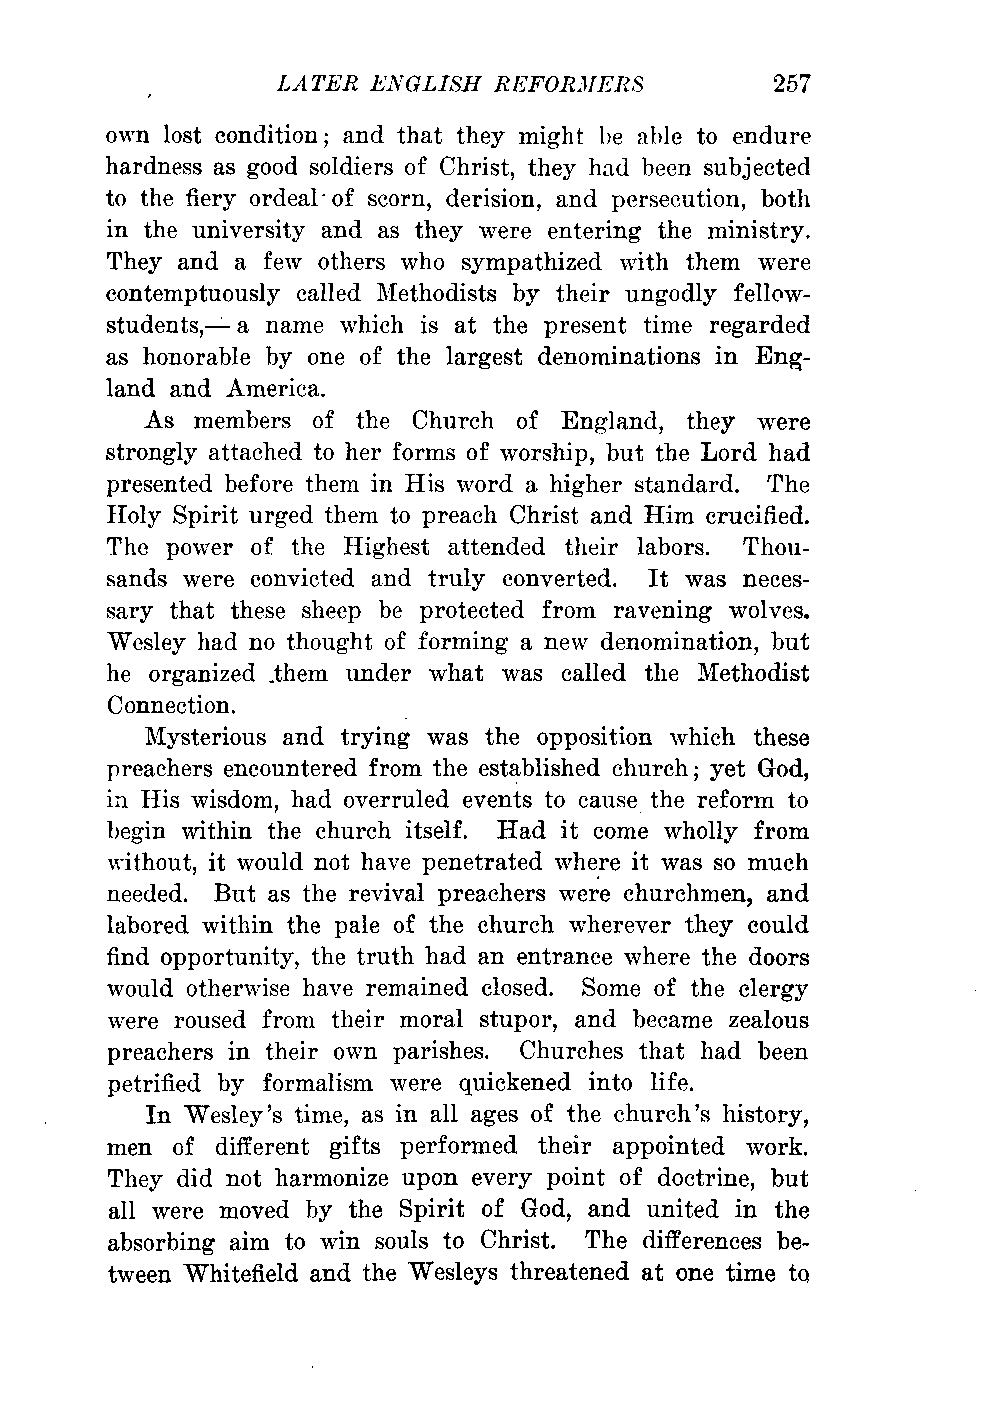 LATER ENGLISH REFORMERS 257
own lost condition; and that they might be able to endure
hardness as good soldiers of Christ, they had been subjected
to the fiery ordeal of scorn, derision, and persecution, both
in the university and as they were entering the ministry.
They and a few others who sympathized with them were
contemptuously called Methodists by their ungodly fellow-
students,— a name which is at the present time regarded
as honorable by one of the largest denominations in Eng-
land and America.
As members of the Church of England, they were
strongly attached to her forms of worship, but the Lord had
presented before them in His word a higher standard. The
Holy Spirit urged them to preach Christ and Him crucified.
The power of the Highest attended their labors. Thou-
sands were convicted and truly converted. It was neces-
sary that these sheep be protected from ravening wolves.
Wesley had no thought of forming a new denomination, but
he organized them under what was called the Methodist
Connection.
Mysterious and trying was the opposition which these
preachers encountered from the established church; yet God,
in His wisdom, had overruled events to cause the reform to
begin within the church itself. Had it come wholly from
without, it would not have penetrated where it was so much
needed. But as the revival preachers were churchmen, and
labored within the pale of the church wherever they could
find opportunity, the truth had an entrance where the doors
would otherwise have remained closed. Some of the clergy
were roused from their moral stupor, and became zealous
preachers in their own parishes. Churches that had been
petrified by formalism were quickened into life.
In Wesley's time, as in all ages of the church's history,
men of different gifts performed their appointed work.
They did not harmonize upon every point of doctrine, but
all were moved by the Spirit of God, and united in the
absorbing aim to win souls to Christ. The differences be-
tween Whitefield and the Wesleys threatened at one time to